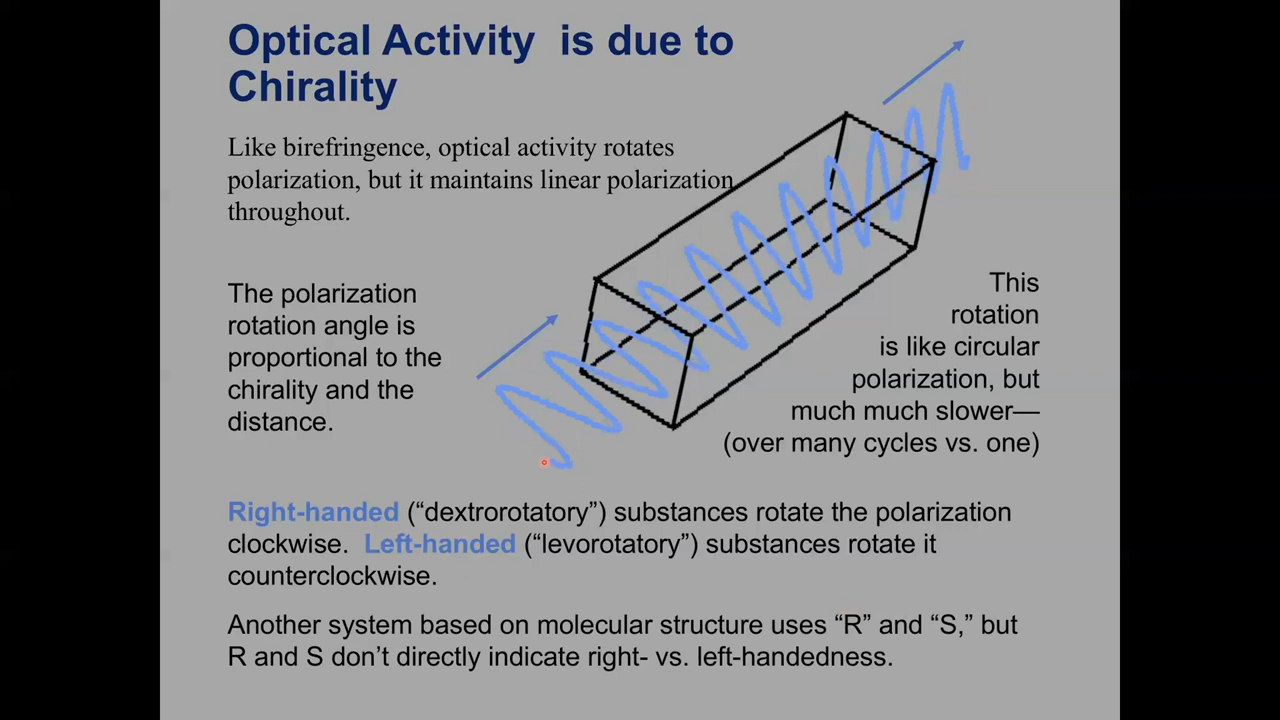 Optical Activity is due to
Chirality
Like birefringence, optical activity rotates
polarization, but it maintains linear polarization
throughout.
The polarization
rotation angle is
proportional to the
chirality and the
distance.
This
rotation
is like circular
polarization, but
much much slower—
(over many cycles vs. one)
Right-handed (“dextrorotatory”) substances rotate the polarization
clockwise. Left-handed (“levorotatory”) substances rotate it
counterclockwise.
Another system based on molecular structure uses “R” and “S,” but
R and S don’t directly indicate right- vs. left-handedness.